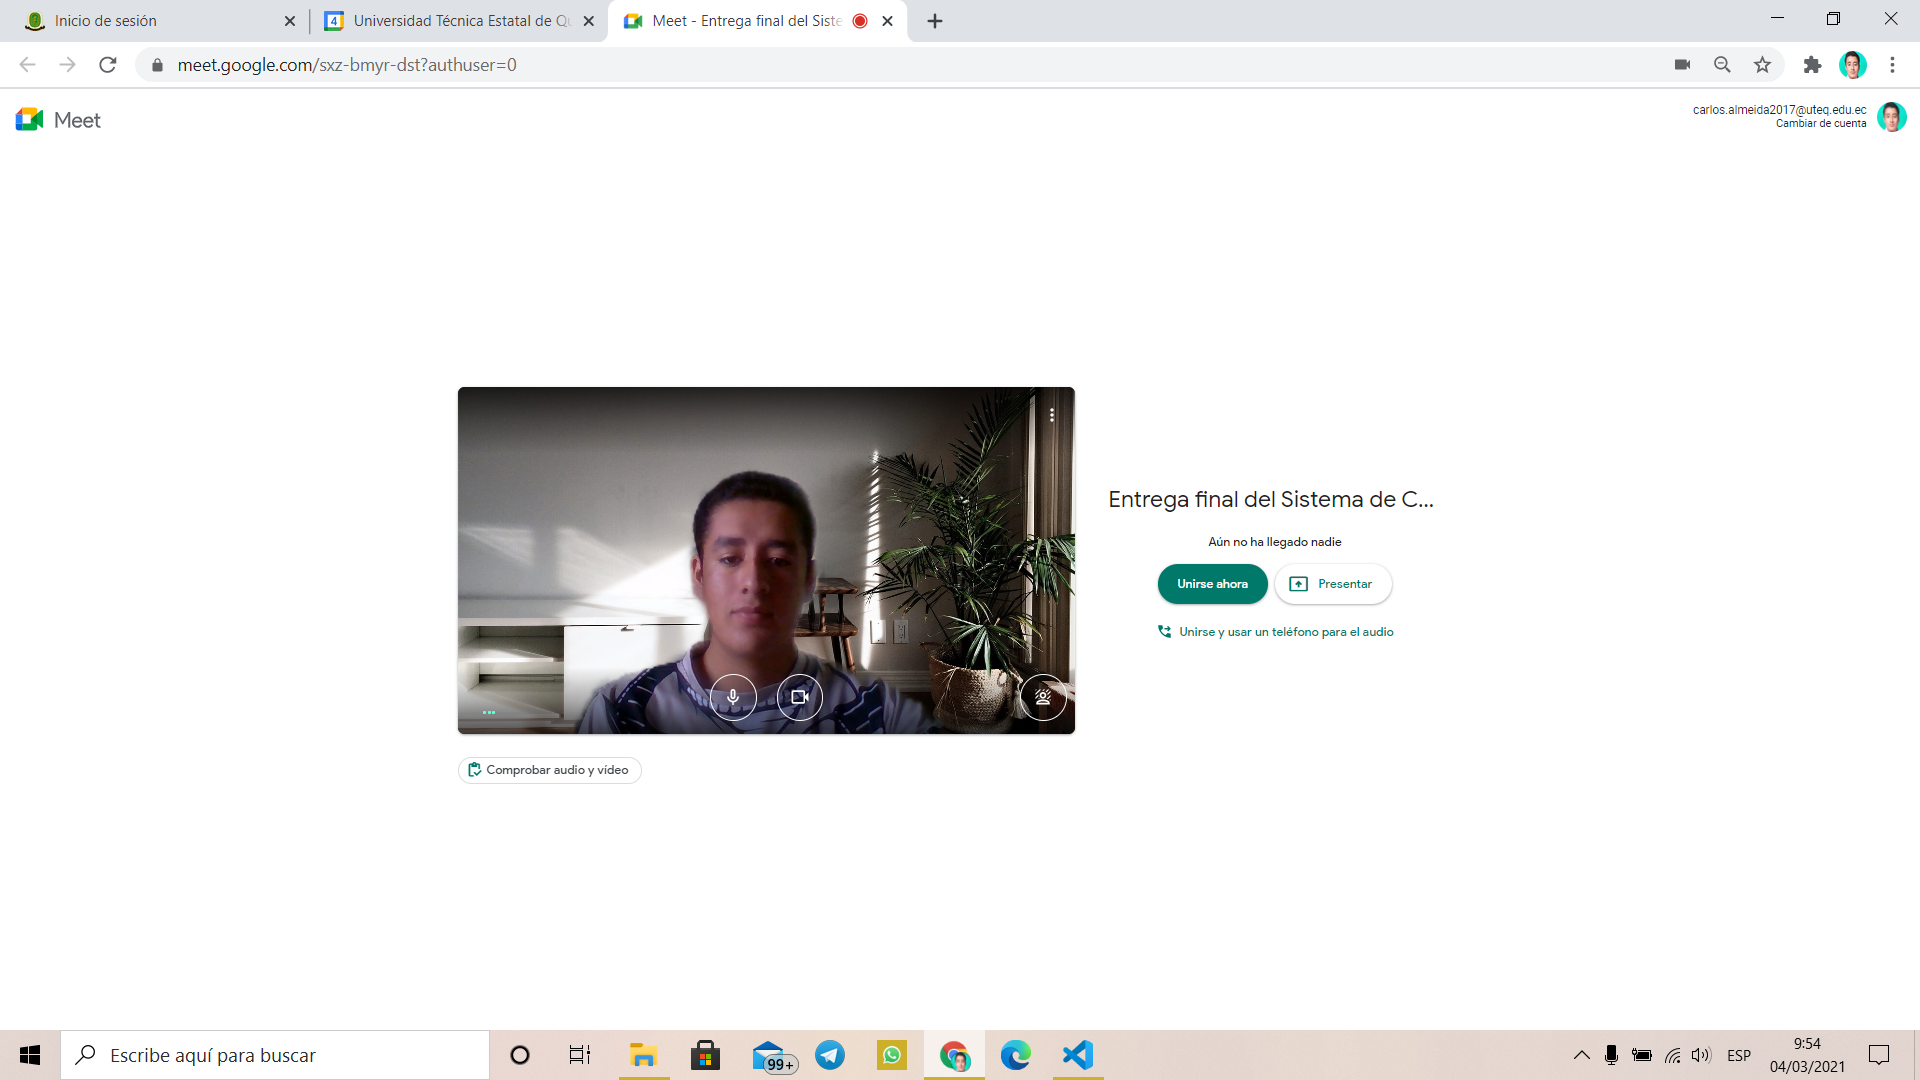 Inicio de sesión
4
Universidad Técnica Estatal de Qu
Meet - Entrega final del Siste
meet.google.com/sxz-bmyr-dst?authuser=0
Meet
carlos.almeida2017@uteq.edu.ec
Cambiar de cuenta
Entrega final del Sistema de C...
Aún no ha llegado nadie
Unirse ahora
Presentar
Unirse y usar un teléfono para el audio
Comprobar audio y vídeo
Escribe aquí para buscar
99+
ESP
9:54
04/03/2021